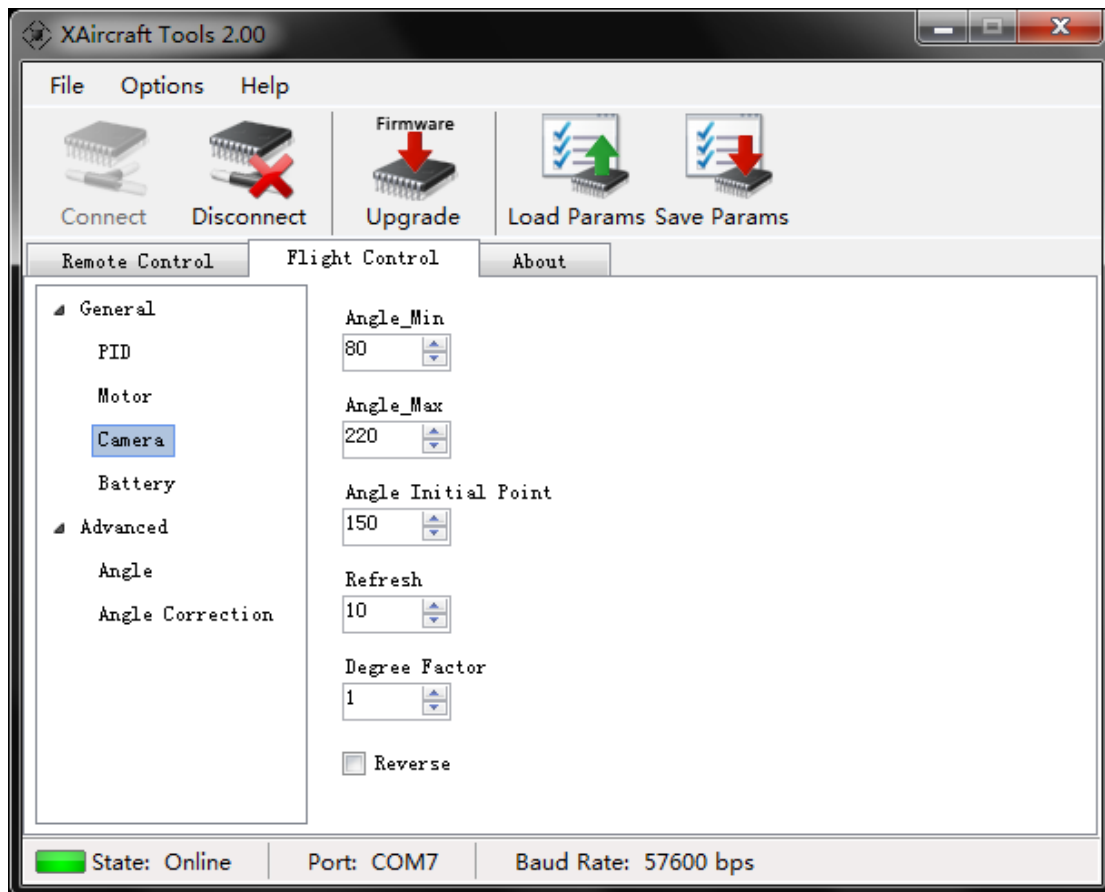 XAircraft Tools 2.00
File Options Help
Firmware
Connect Disconnect Upgrade Load Params Save Params
Remote Control Flight Control About
General
PID
Motor
Camera
Battery
Advanced
Angle
Angle Correction
Angle_Min
80
Angle_Max
220
Angle Initial Point
150
Refresh
10
Degree Factor
1
Reverse
State: Online Port: COM7 Baud Rate: 57600 bps